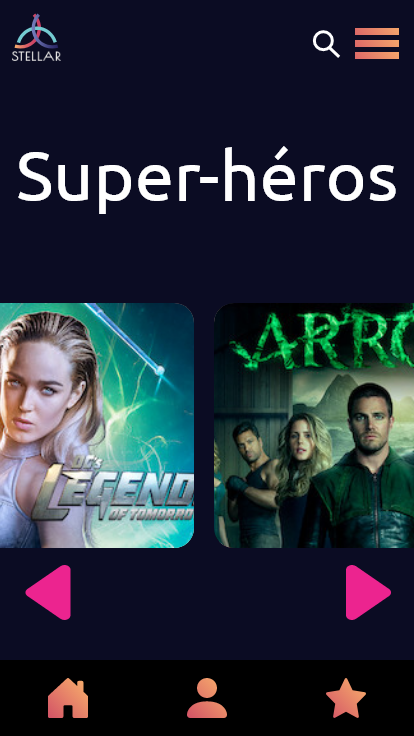 STELLAR
Super-héros
DC's
LEGEND
OF TOMORRO
ARRO